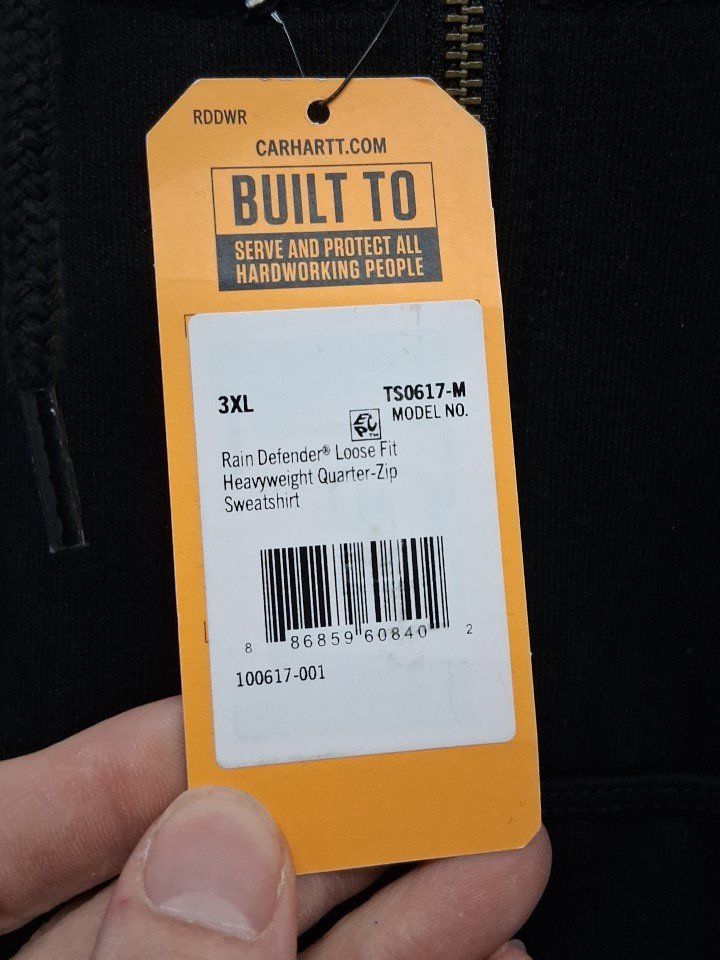 RDDWR
CARHARTT.COM
BUILT TO
SERVE AND PROTECT ALL
HARDWORKING PEOPLE
3XL
TS0617-M
MODEL NO.
EPC™
Rain Defender® Loose Fit
Heavyweight Quarter-Zip
Sweatshirt
8 86859 60840 2
100617-001